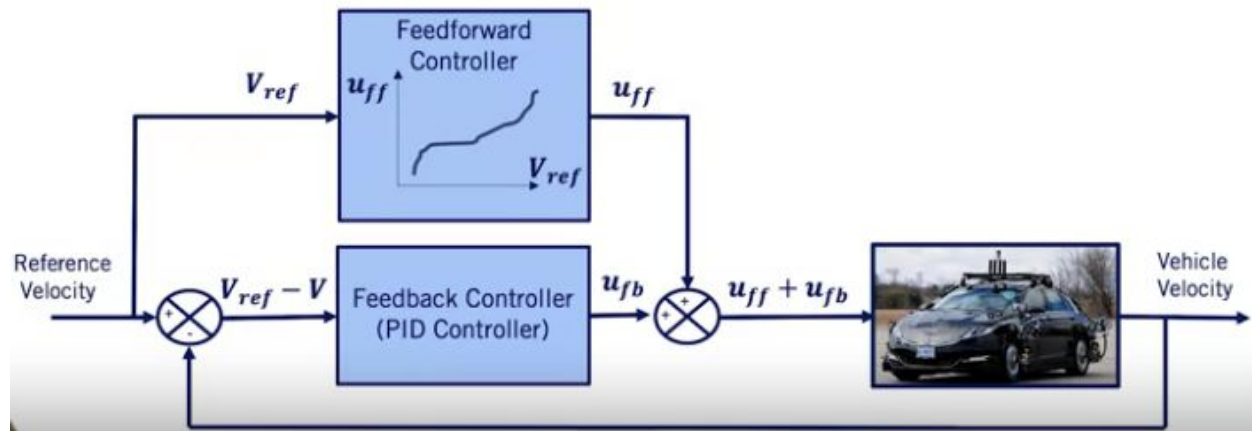 Feedforward
Controller
V_ref
u_ff
u_ff
V_ref
Reference
Velocity
+
-
V_ref − V
Feedback Controller
(PID Controller)
u_fb
+
+
u_ff + u_fb
Vehicle
Velocity